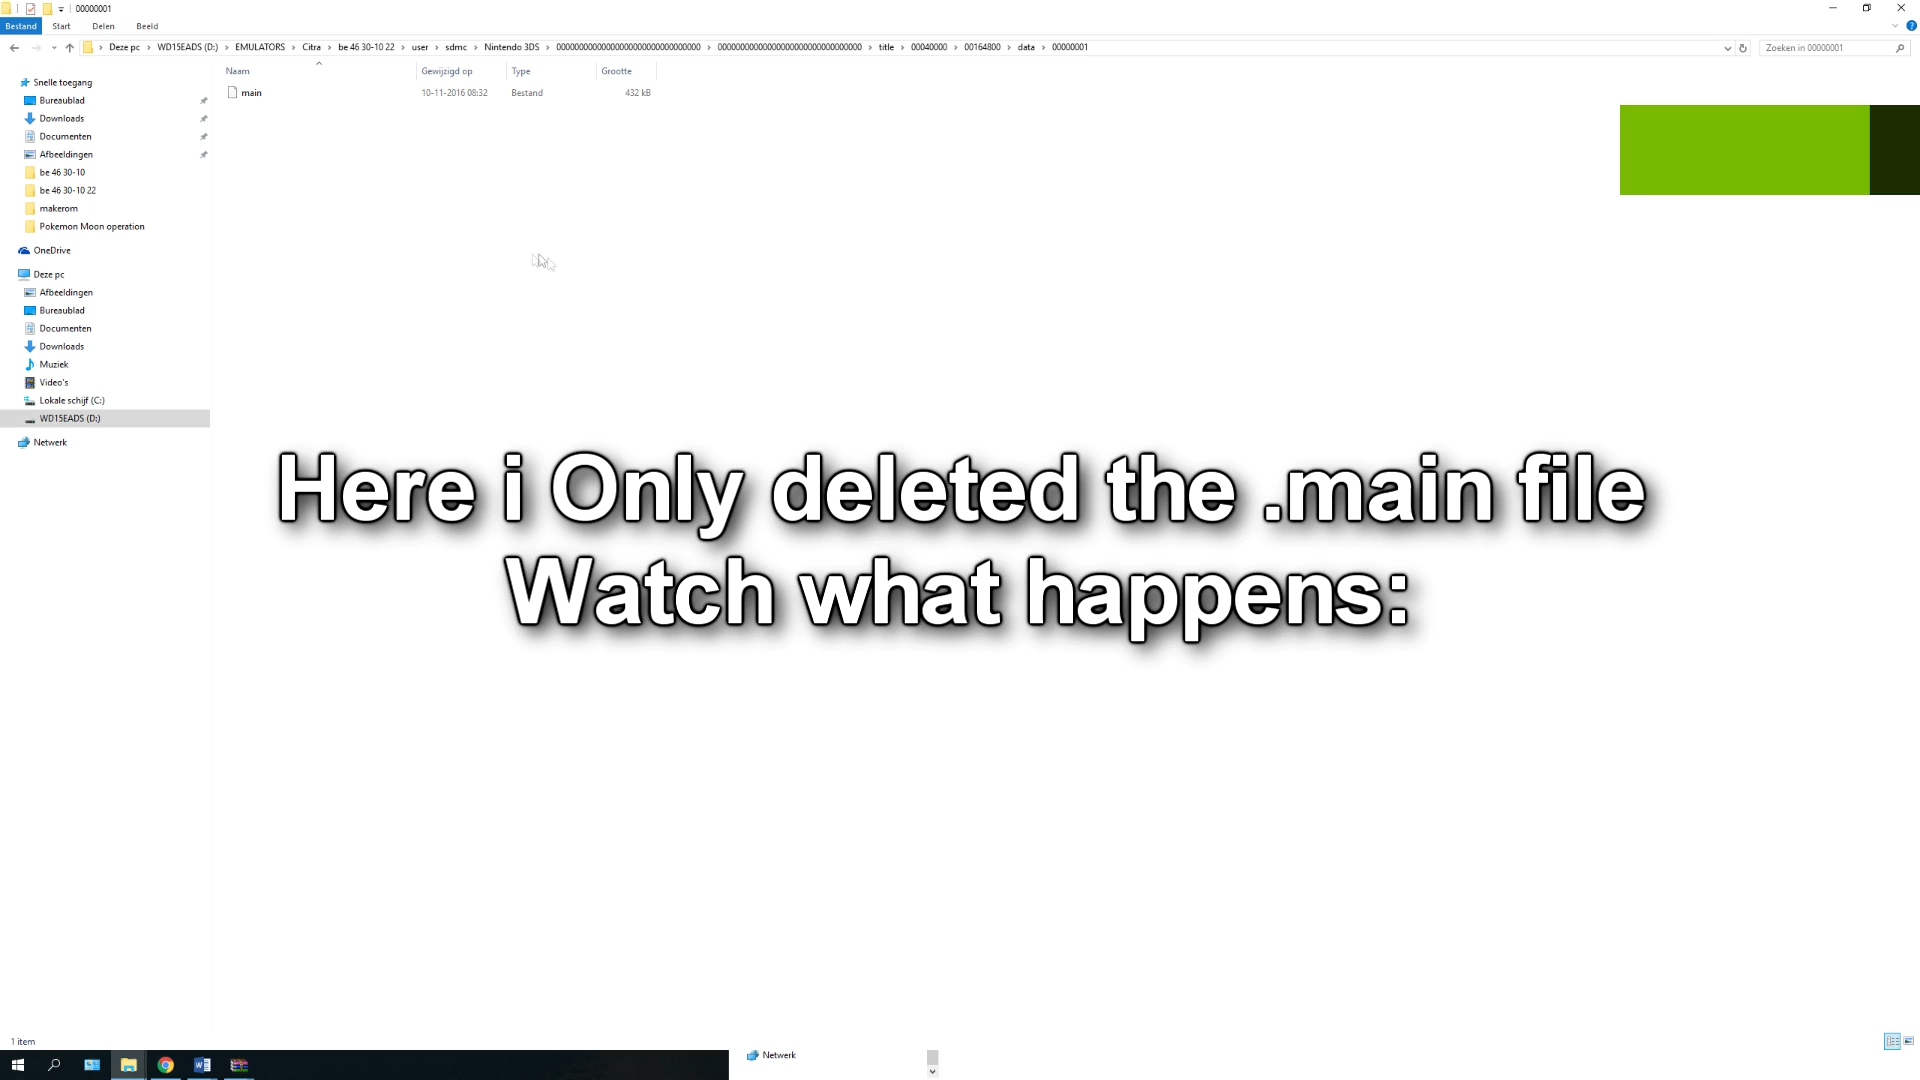 00000001
Bestand Start Delen Beeld
Deze pc WD15EADS (D:) EMULATORS Citra be 46 30-10 22 user sdmc Nintendo 3DS 00000000000000000000000000000000 00000000000000000000000000000000 title 00040000 00164800 data 00000001
Zoeken in 00000001
Naam Gewijzigd op Type Grootte
main 10-11-2016 08:32 Bestand 432 kB
Snelle toegang
Bureaublad
Downloads
Documenten
Afbeeldingen
be 46 30-10
be 46 30-10 22
makerom
Pokemon Moon operation
OneDrive
Deze pc
Afbeeldingen
Bureaublad
Documenten
Downloads
Muziek
Video's
Lokale schijf (C:)
WD15EADS (D:)
Netwerk
Here i Only deleted the .main file
Watch what happens:
1 item
Netwerk